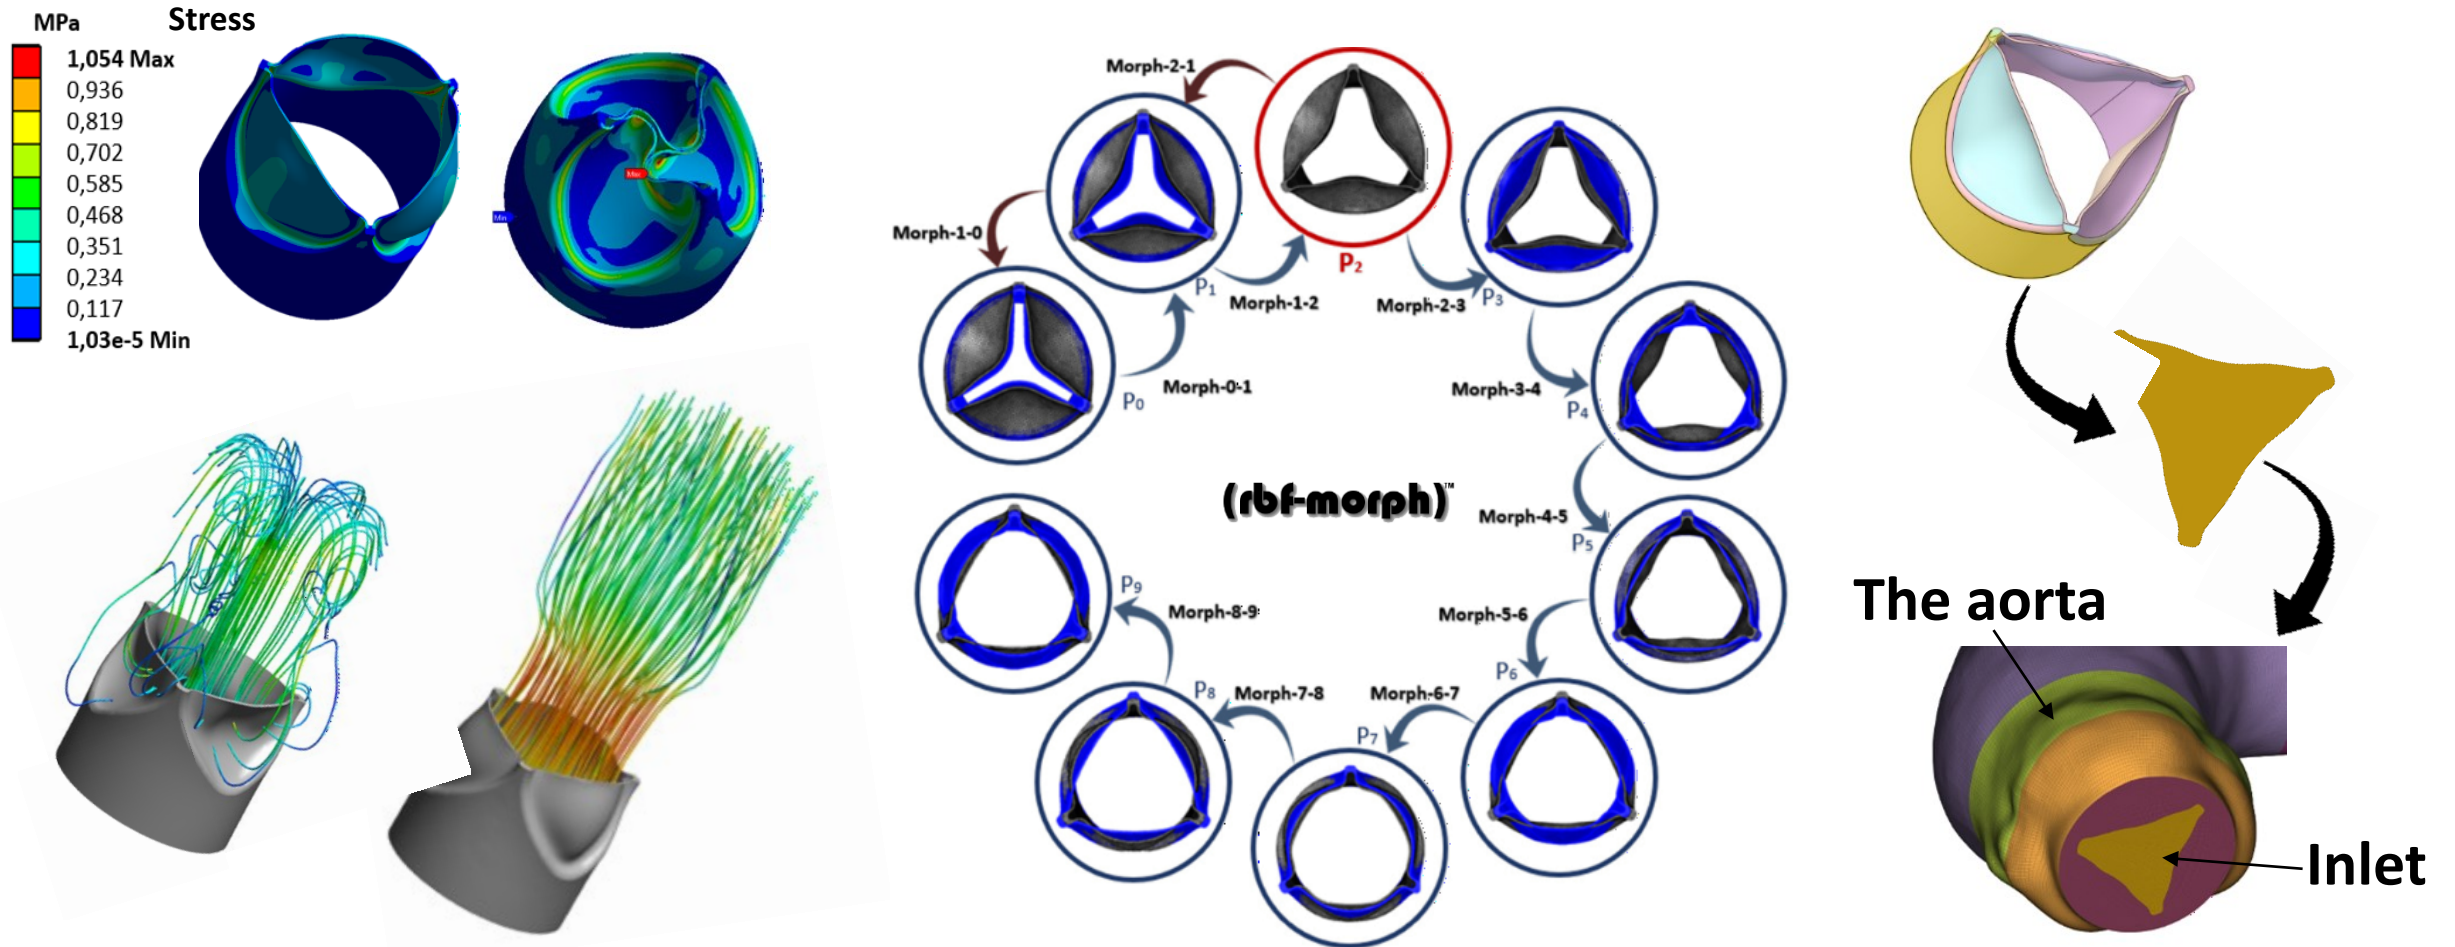 MPa
Stress
1,054 Max
0,936
0,819
0,702
0,585
0,468
0,351
0,234
0,117
1,03e-5 Min
Max
Min
Morph-2-1
Morph-1-0
P₀
Morph-0-1
P₁
Morph-1-2
P₂
Morph-2-3
P₃
Morph-3-4
P₄
Morph-4-5
P₅
Morph-5-6
P₆
Morph-6-7
P₇
Morph-7-8
P₈
Morph-8-9
P₉
(rbf-morph)™
The aorta
Inlet